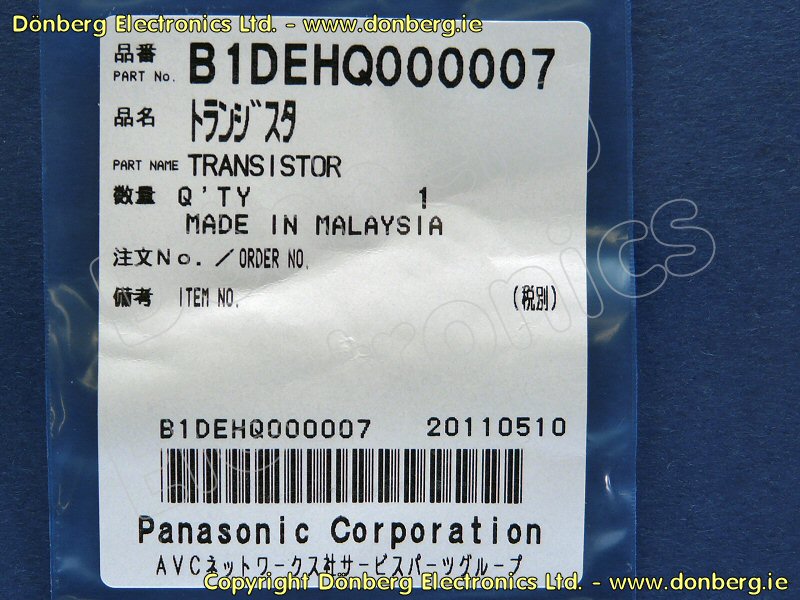 Dönberg Electronics Ltd. - www.donberg.ie
品番
PART No. B1DEHQ000007
品名 トランジスタ
PART NAME TRANSISTOR
数量 Q'TY 1
MADE IN MALAYSIA
注文No./ORDER NO.
備考 ITEM NO. (税別)
Dönberg Electronics
B1DEHQ000007 20110510
Panasonic Corporation
AVCネットワークス社サービスパーツグループ
Copyright Dönberg Electronics Ltd. - www.donberg.ie